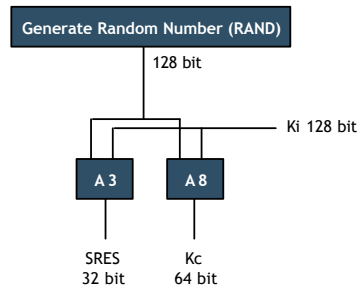 Generate Random Number (RAND)
128 bit
Ki 128 bit
A 3
A 8
SRES
32 bit
Kc
64 bit